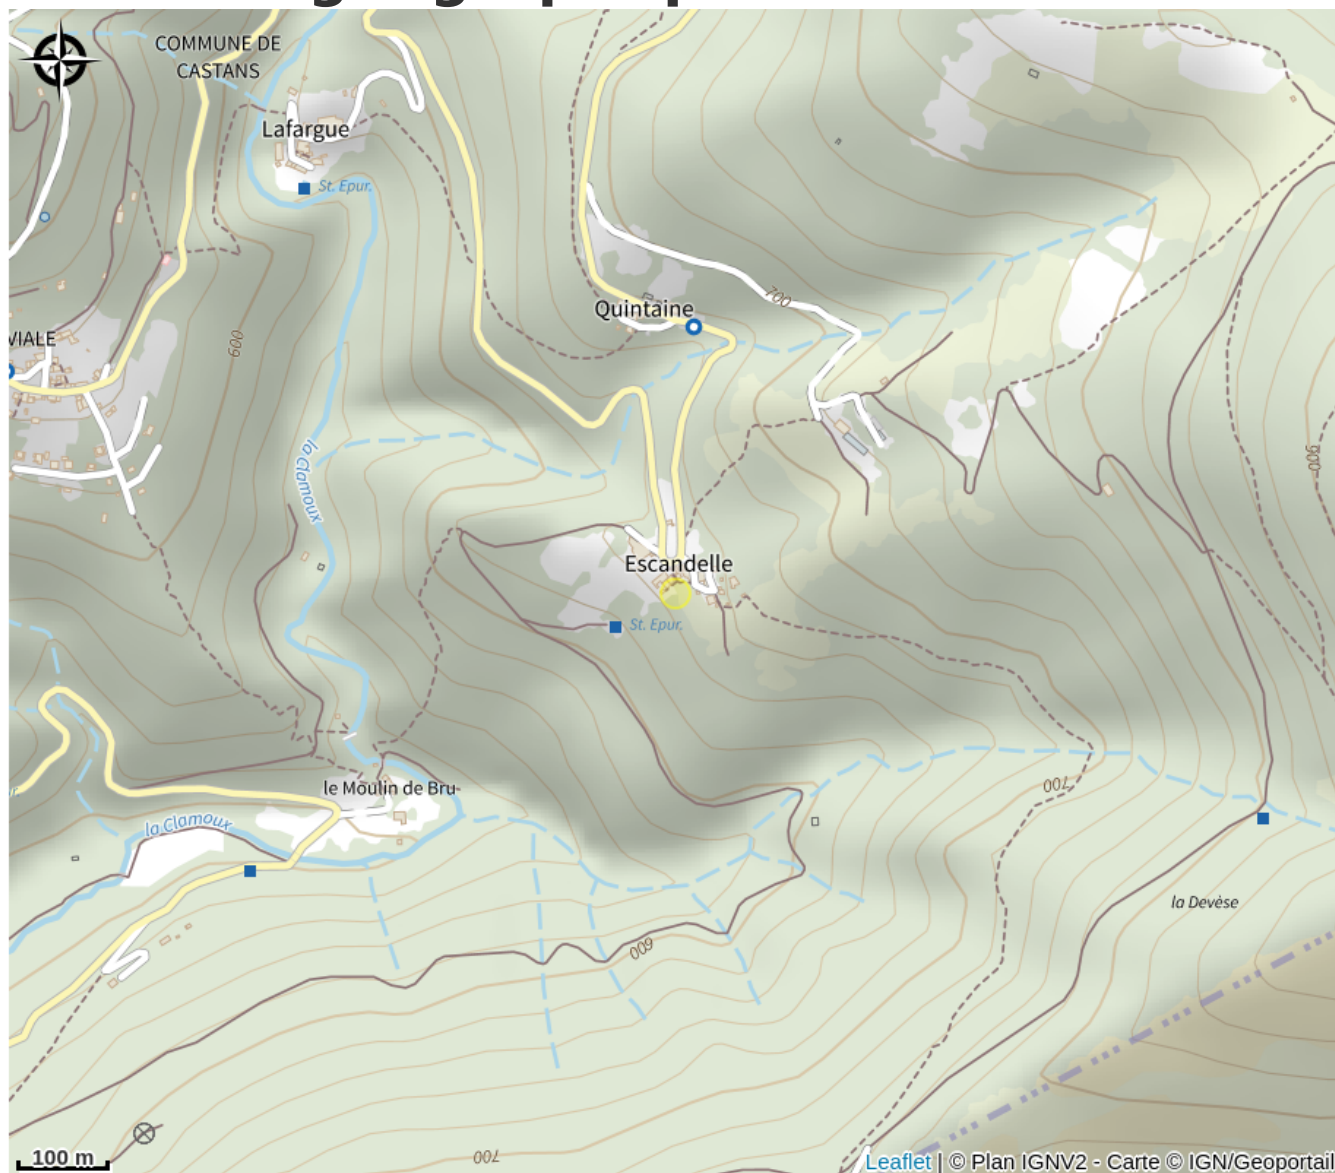 COMMUNE DE
CASTANS
Lafargue
St. Epur.
700
Quintaine
VIALE
600
la Clamoux
900
Escandelle
St. Epur.
le Moulin de Bru-
700
la Clamoux
la Devèse
600
700
100 m
Leaflet | © Plan IGNV2 - Carte © IGN/Geoportail